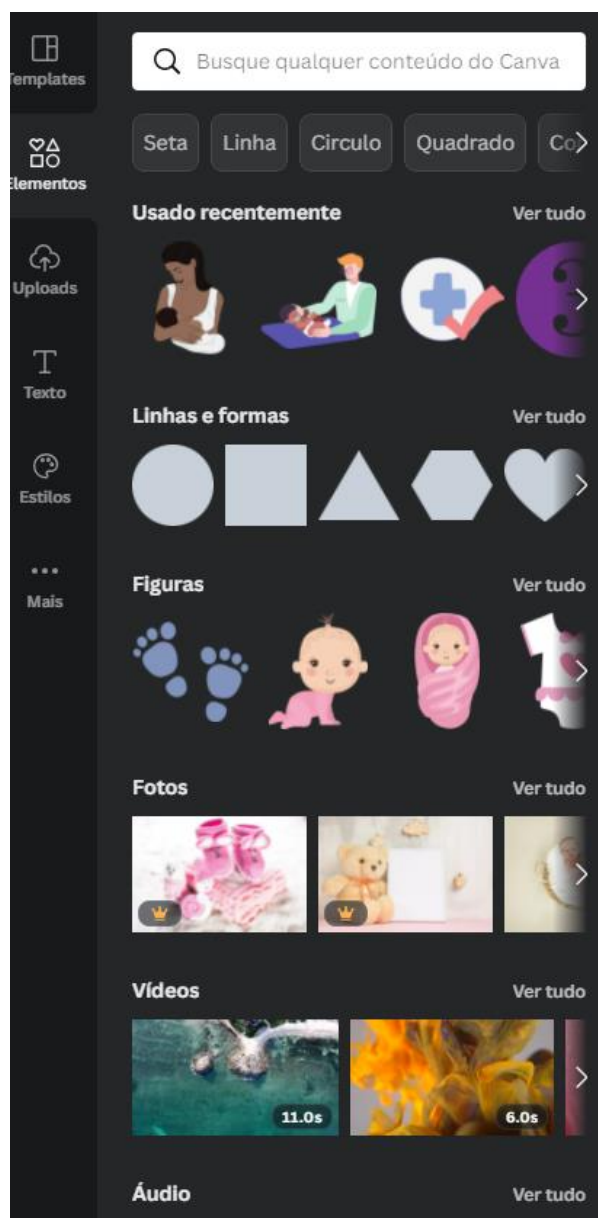 Templates
Elementos
Uploads
Texto
Estilos
Mais
Busque qualquer conteúdo do Canva
Seta Linha Circulo Quadrado Co
Usado recentemente Ver tudo
Linhas e formas Ver tudo
Figuras Ver tudo
Fotos Ver tudo
Vídeos Ver tudo
11.0s 6.0s
Áudio Ver tudo